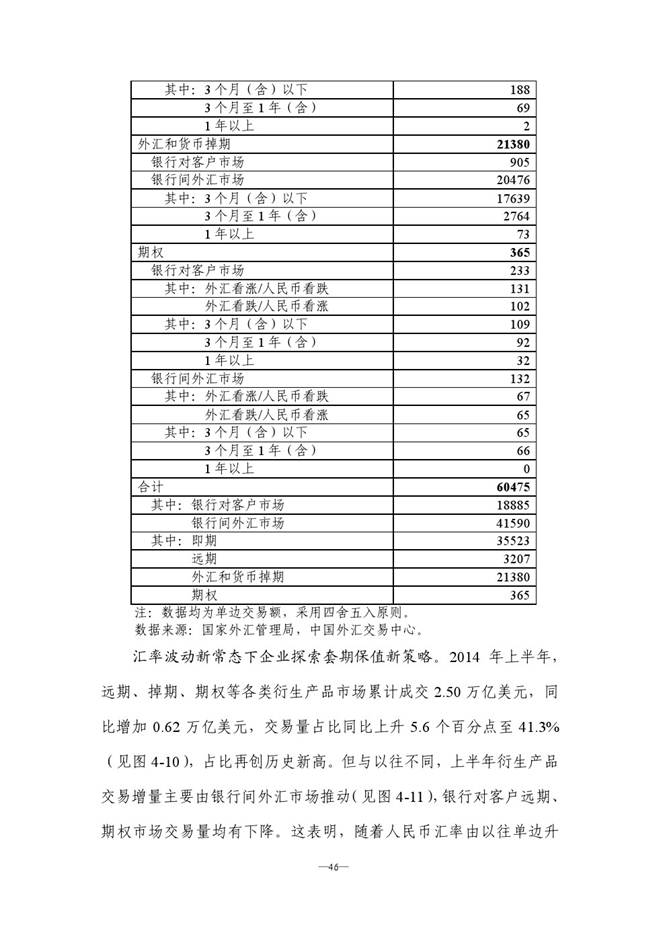 其中：3 个月（含）以下 188
3 个月至 1 年（含） 69
1 年以上 2
外汇和货币掉期 21380
银行对客户市场 905
银行间外汇市场 20476
其中：3 个月（含）以下 17639
3 个月至 1 年（含） 2764
1 年以上 73
期权 365
银行对客户市场 233
其中：外汇看涨/人民币看跌 131
外汇看跌/人民币看涨 102
其中：3 个月（含）以下 109
3 个月至 1 年（含） 92
1 年以上 32
银行间外汇市场 132
其中：外汇看涨/人民币看跌 67
外汇看跌/人民币看涨 65
其中：3 个月（含）以下 65
3 个月至 1 年（含） 66
1 年以上 0
合计 60475
其中：银行对客户市场 18885
银行间外汇市场 41590
其中：即期 35523
远期 3207
外汇和货币掉期 21380
期权 365
注：数据均为单边交易额，采用四舍五入原则。
数据来源：国家外汇管理局，中国外汇交易中心。
汇率波动新常态下企业探索套期保值新策略。2014 年上半年，
远期、掉期、期权等各类衍生产品市场累计成交 2.50 万亿美元，同
比增加 0.62 万亿美元，交易量占比同比上升 5.6 个百分点至 41.3%
（见图 4-10），占比再创历史新高。但与以往不同，上半年衍生产品
交易增量主要由银行间外汇市场推动（见图 4-11），银行对客户远期、
期权市场交易量均有下降。这表明，随着人民币汇率由以往单边升
—46—